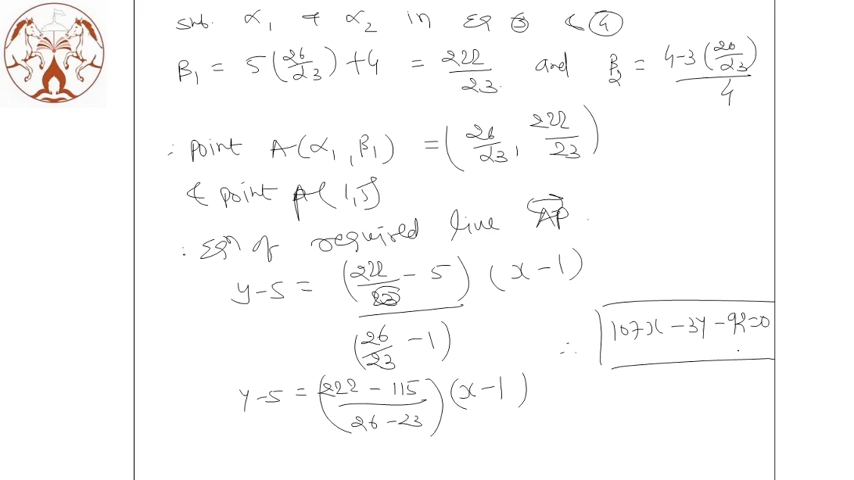 sub. α₁ & α₂ in Eq ③ & ④
β₁ = 5(26/23) + 4 = 222/23 and β₂ = (4-3(26/23))/4
∴ point A(α₁, β₁) = (26/23, 222/23)
& point P(1,5)
∴ Eqⁿ of required line AP.
y-5 = (222/23 - 5)/(26/23 - 1) (x-1)
∴ 107x - 3y - 92=0
y-5 = (222-115/26-23)(x-1)